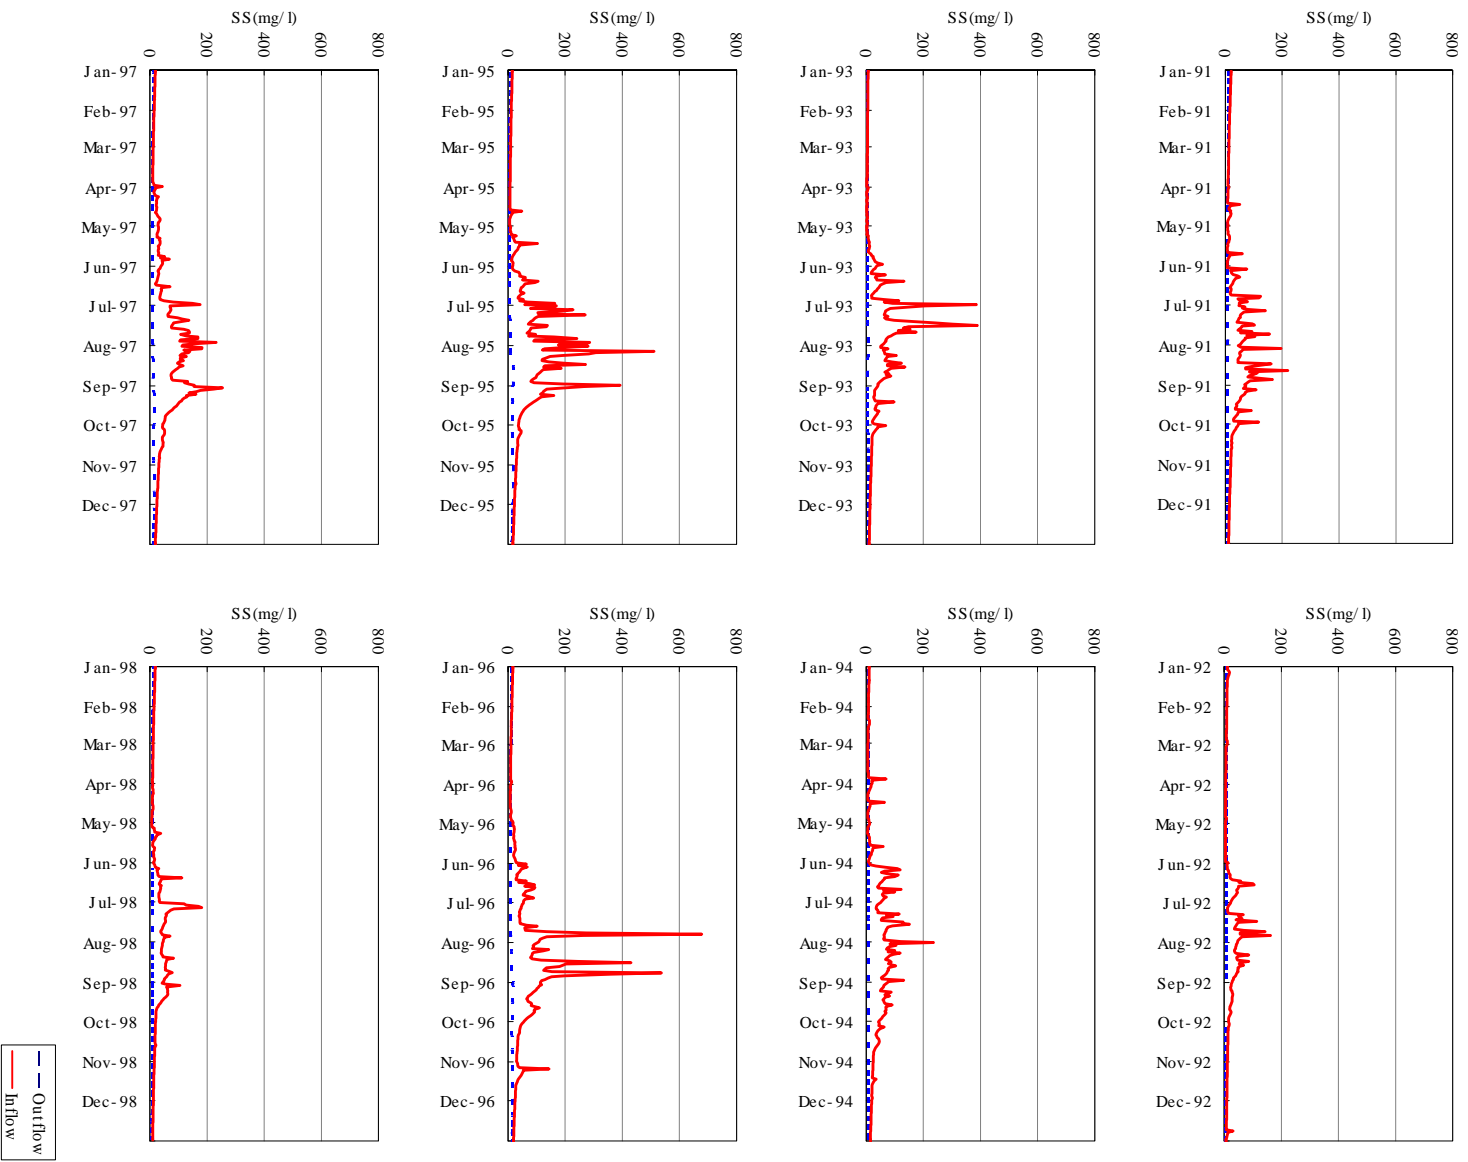 SS(mg/ l)
0
200
400
600
800
Jan- 97
Feb- 97
Mar- 97
Apr- 97
May- 97
Jun- 97
Jul- 97
Aug- 97
Sep- 97
Oct- 97
Nov- 97
Dec- 97
SS(mg/ l)
0
200
400
600
800
Jan- 95
Feb- 95
Mar- 95
Apr- 95
May- 95
Jun- 95
Jul- 95
Aug- 95
Sep- 95
Oct- 95
Nov- 95
Dec- 95
SS(mg/ l)
0
200
400
600
800
Jan- 93
Feb- 93
Mar- 93
Apr- 93
May- 93
Jun- 93
Jul- 93
Aug- 93
Sep- 93
Oct- 93
Nov- 93
Dec- 93
SS(mg/ l)
0
200
400
600
800
Jan- 91
Feb- 91
Mar- 91
Apr- 91
May- 91
Jun- 91
Jul- 91
Aug- 91
Sep- 91
Oct- 91
Nov- 91
Dec- 91
SS(mg/ l)
0
200
400
600
800
Jan- 98
Feb- 98
Mar- 98
Apr- 98
May- 98
Jun- 98
Jul- 98
Aug- 98
Sep- 98
Oct- 98
Nov- 98
Dec- 98
SS(mg/ l)
0
200
400
600
800
Jan- 96
Feb- 96
Mar- 96
Apr- 96
May- 96
Jun- 96
Jul- 96
Aug- 96
Sep- 96
Oct- 96
Nov- 96
Dec- 96
SS(mg/ l)
0
200
400
600
800
Jan- 94
Feb- 94
Mar- 94
Apr- 94
May- 94
Jun- 94
Jul- 94
Aug- 94
Sep- 94
Oct- 94
Nov- 94
Dec- 94
SS(mg/ l)
0
200
400
600
800
Jan- 92
Feb- 92
Mar- 92
Apr- 92
May- 92
Jun- 92
Jul- 92
Aug- 92
Sep- 92
Oct- 92
Nov- 92
Dec- 92
Outflow
Inflow